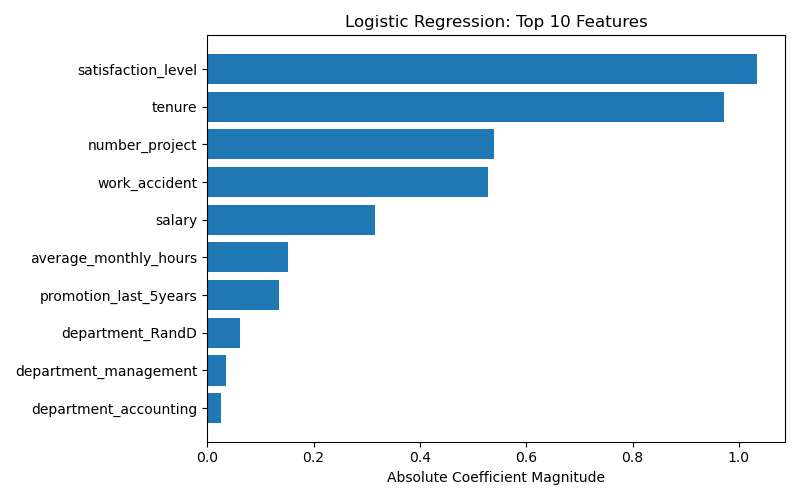 Logistic Regression: Top 10 Features
satisfaction_level
tenure
number_project
work_accident
salary
average_monthly_hours
promotion_last_5years
department_RandD
department_management
department_accounting
0.0 0.2 0.4 0.6 0.8 1.0
Absolute Coefficient Magnitude